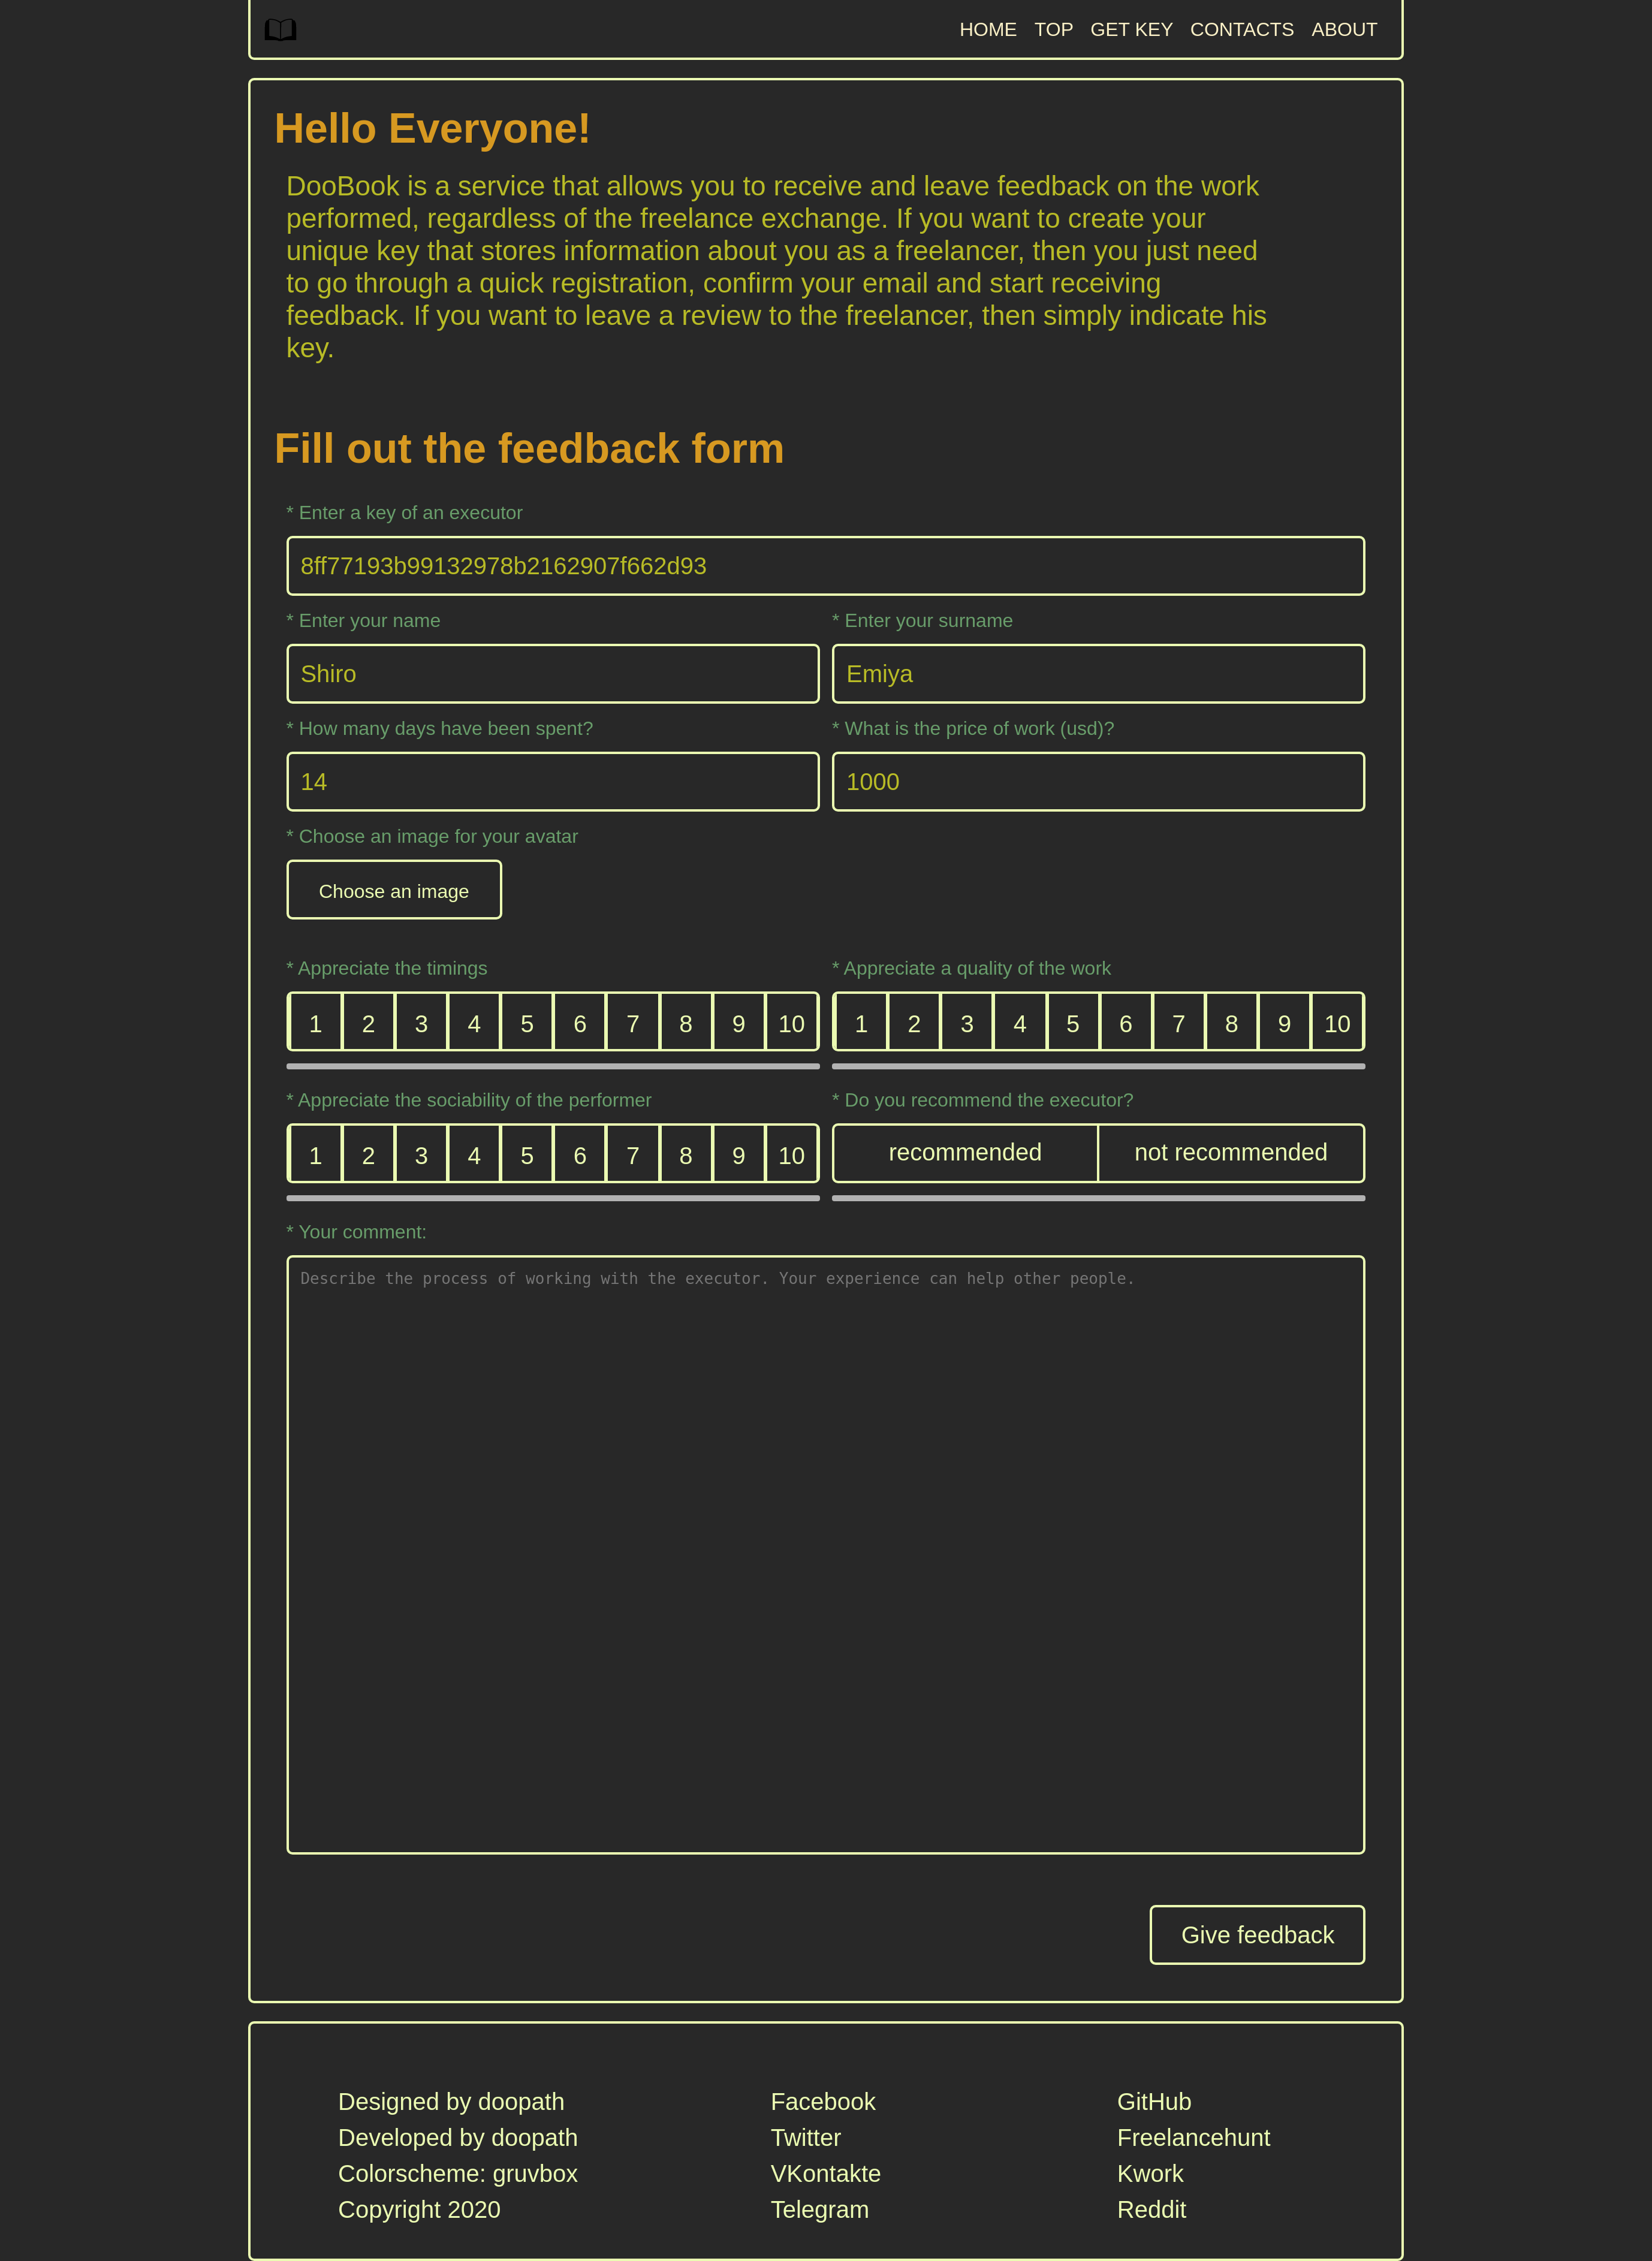 HOME TOP GET KEY CONTACTS ABOUT
Hello Everyone!
DooBook is a service that allows you to receive and leave feedback on the work
performed, regardless of the freelance exchange. If you want to create your
unique key that stores information about you as a freelancer, then you just need
to go through a quick registration, confirm your email and start receiving
feedback. If you want to leave a review to the freelancer, then simply indicate his
key.
Fill out the feedback form
* Enter a key of an executor
8ff77193b99132978b2162907f662d93
* Enter your name
Shiro
* Enter your surname
Emiya
* How many days have been spent?
14
* What is the price of work (usd)?
1000
* Choose an image for your avatar
Choose an image
* Appreciate the timings
1 2 3 4 5 6 7 8 9 10
* Appreciate a quality of the work
1 2 3 4 5 6 7 8 9 10
* Appreciate the sociability of the performer
1 2 3 4 5 6 7 8 9 10
* Do you recommend the executor?
recommended not recommended
* Your comment:
Describe the process of working with the executor. Your experience can help other people.
Give feedback
Designed by doopath
Developed by doopath
Colorscheme: gruvbox
Copyright 2020
Facebook
Twitter
VKontakte
Telegram
GitHub
Freelancehunt
Kwork
Reddit